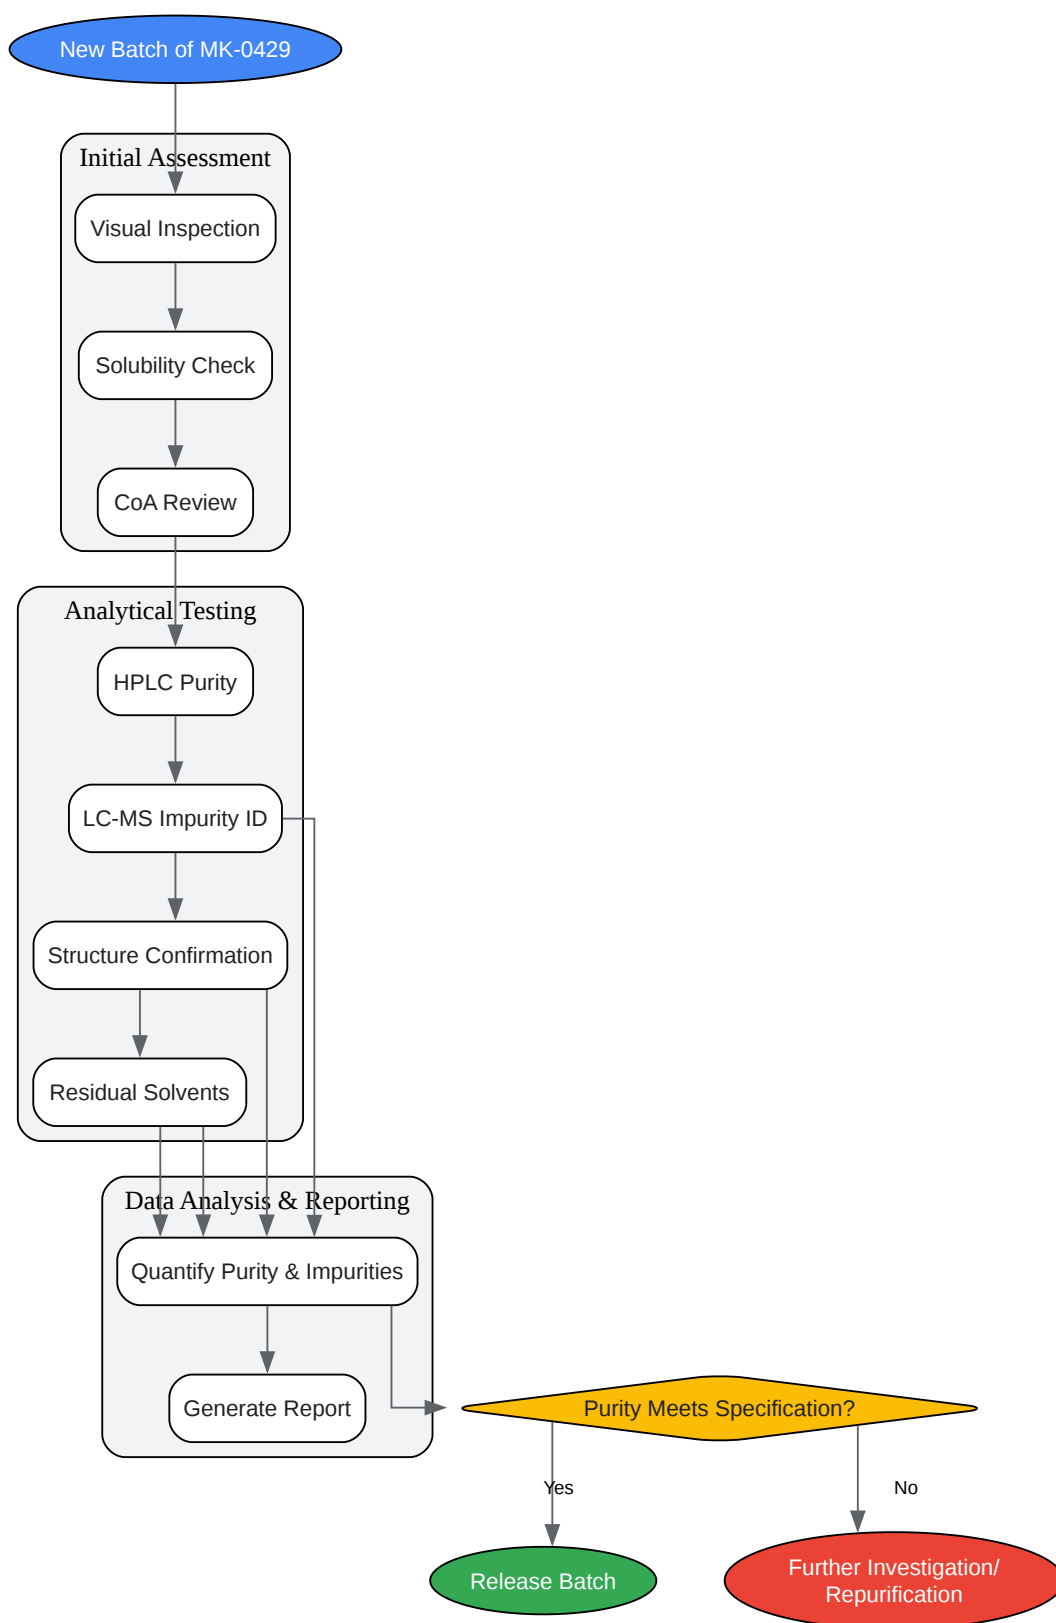 New Batch of MK-0429
Initial Assessment
Visual Inspection
Solubility Check
CoA Review
Analytical Testing
HPLC Purity
LC-MS Impurity ID
Structure Confirmation
Residual Solvents
Data Analysis & Reporting
Quantify Purity & Impurities
Generate Report
Purity Meets Specification?
Yes
No
Release Batch
Further Investigation/
Repurification